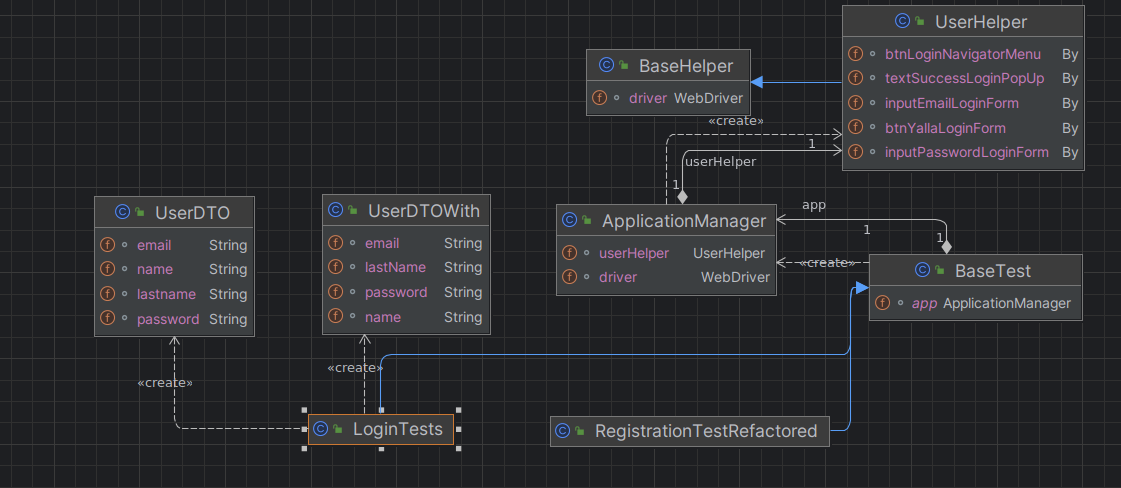 UserHelper
btnLoginNavigatorMenu By
textSuccessLoginPopUp By
inputEmailLoginForm By
btnYallaLoginForm By
inputPasswordLoginForm By
BaseHelper
driver WebDriver
«create»
1
userHelper
1
UserDTO
email String
name String
lastname String
password String
UserDTOWith
email String
lastName String
password String
name String
ApplicationManager
userHelper UserHelper
driver WebDriver
app
1
1
«create»
BaseTest
app ApplicationManager
«create»
«create»
LoginTests
RegistrationTestRefactored